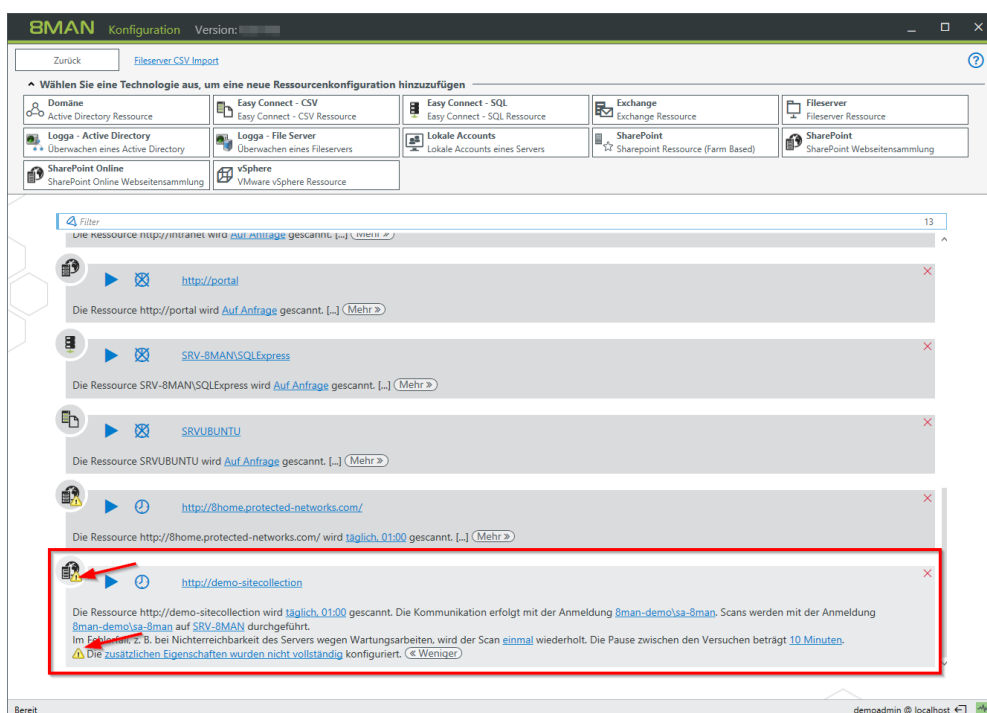 8MAN Konfiguration Version:
Zurück Fileserver CSV Import
Wählen Sie eine Technologie aus, um eine neue Ressourcenkonfiguration hinzuzufügen
Domäne
Active Directory Ressource
Easy Connect - CSV
Easy Connect - CSV Ressource
Easy Connect - SQL
Easy Connect - SQL Ressource
Exchange
Exchange Ressource
Fileserver
Fileserver Ressource
Logga - Active Directory
Überwachen eines Active Directory
Logga - File Server
Überwachen eines Fileservers
Lokale Accounts
Lokale Accounts eines Servers
SharePoint
Sharepoint Ressource (Farm Based)
SharePoint
SharePoint Webseitensammlung
SharePoint Online
SharePoint Online Webseitensammlung
vSphere
VMware vSphere Ressource
Filter 13
Die Ressource http://intranet wird Auf Anfrage gescannt. [...] Mehr »
http://portal
Die Ressource http://portal wird Auf Anfrage gescannt. [...] Mehr »
SRV-8MAN\SQLExpress
Die Ressource SRV-8MAN\SQLExpress wird Auf Anfrage gescannt. [...] Mehr »
SRVUBUNTU
Die Ressource SRVUBUNTU wird Auf Anfrage gescannt. [...] Mehr »
http://8home.protected-networks.com/
Die Ressource http://8home.protected-networks.com/ wird täglich, 01:00 gescannt. [...] Mehr »
http://demo-sitecollection
Die Ressource http://demo-sitecollection wird täglich, 01:00 gescannt. Die Kommunikation erfolgt mit der Anmeldung 8man-demo\sa-8man. Scans werden mit der Anmeldung
8man-demo\sa-8man auf SRV-8MAN durchgeführt.
Im Fehlerfall, z. B. bei Nichterreichbarkeit des Servers wegen Wartungsarbeiten, wird der Scan einmal wiederholt. Die Pause zwischen den Versuchen beträgt 10 Minuten.
Die zusätzlichen Eigenschaften wurden nicht vollständig konfiguriert. « Weniger
Bereit demoadmin @ localhost